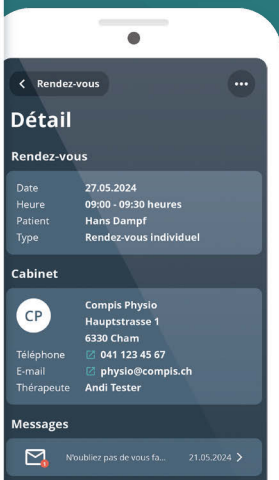 Rendez-vous
Détail
Rendez-vous
Date 27.05.2024
Heure 09:00 - 09:30 heures
Patient Hans Dampf
Type Rendez-vous individuel
Cabinet
CP
Compis Physio
Hauptstrasse 1
6330 Cham
Téléphone 041 123 45 67
E-mail physio@compis.ch
Thérapeute Andi Tester
Messages
N'oubliez pas de vous fa... 21.05.2024